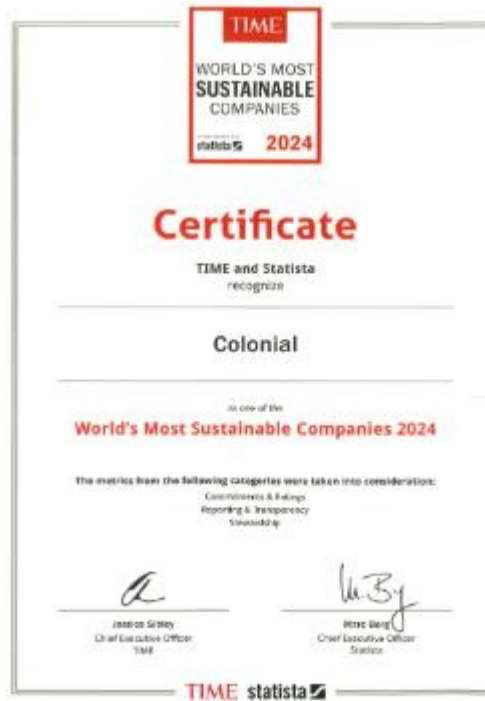 TIME
WORLD'S MOST
SUSTAINABLE
COMPANIES
statista
2024
Certificate
TIME and Statista
recognize
Colonial
as one of the
World's Most Sustainable Companies 2024
The metrics from the following categories were taken into consideration:
Commitments & Ratings
Reporting & Transparency
Stewardship
Jessica Sibley
Chief Executive Officer
TIME
Marc Berg
Chief Executive Officer
Statista
TIME statista